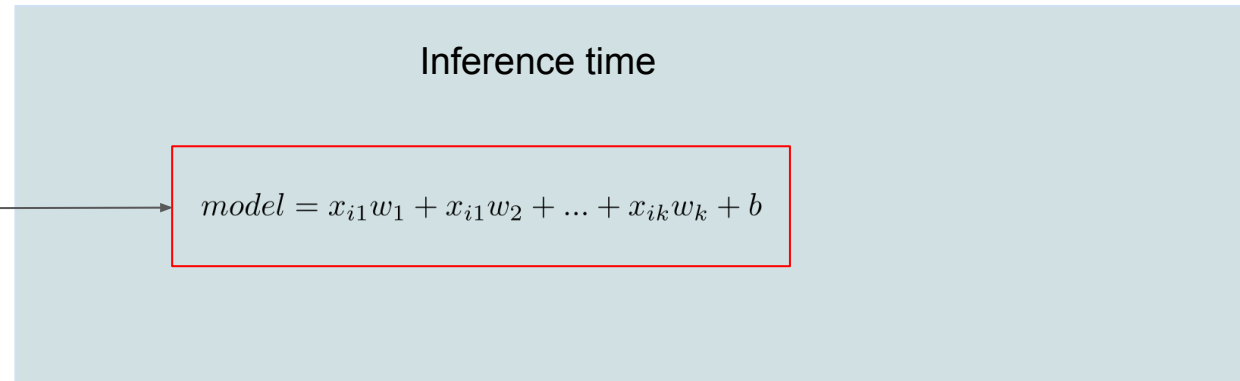 Inference time
model = x_{i1}w_1 + x_{i1}w_2 + ... + x_{ik}w_k + b